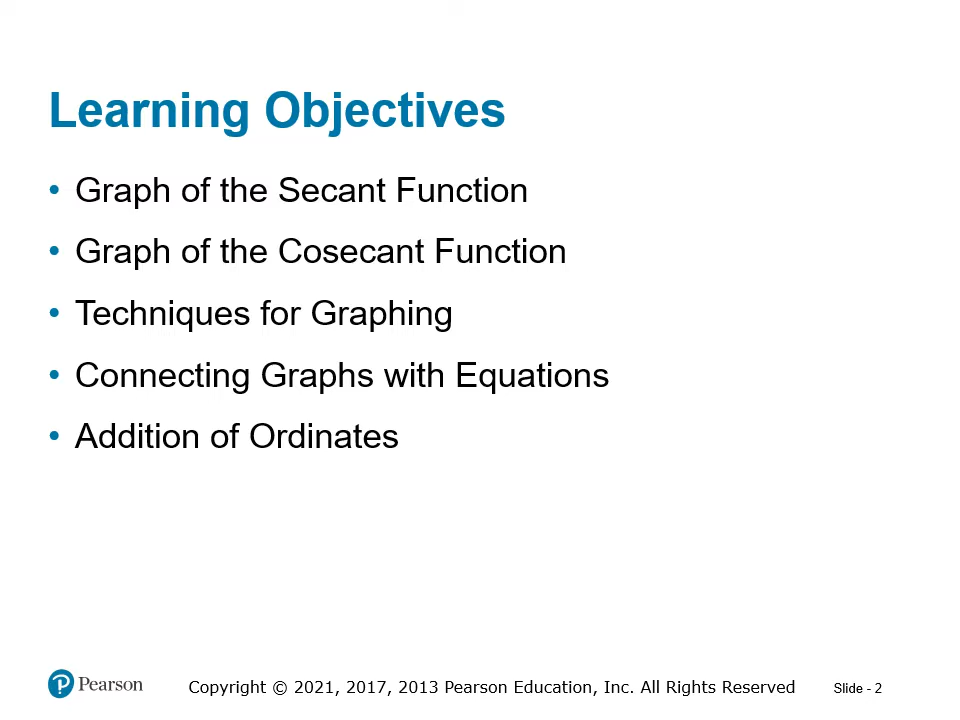 Learning Objectives
• Graph of the Secant Function
• Graph of the Cosecant Function
• Techniques for Graphing
• Connecting Graphs with Equations
• Addition of Ordinates
Pearson
Copyright © 2021, 2017, 2013 Pearson Education, Inc. All Rights Reserved
Slide - 2